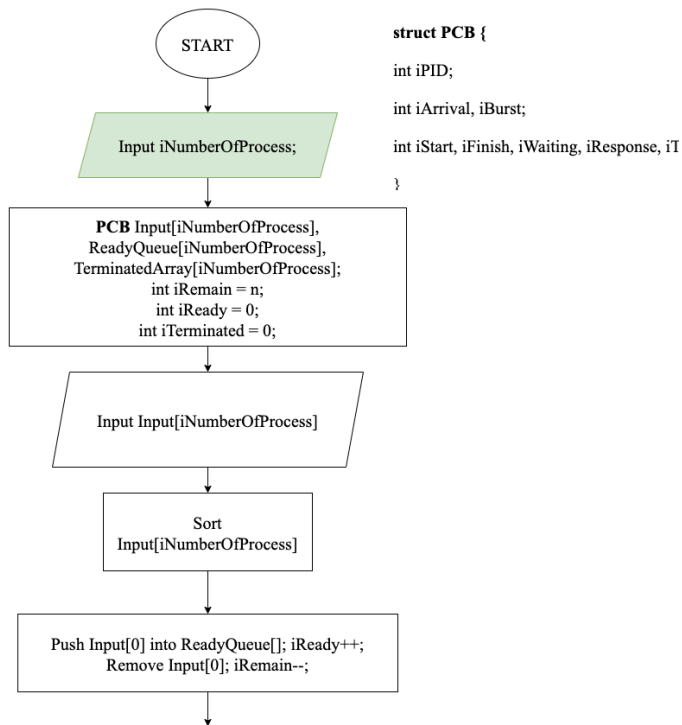 START
struct PCB {
int iPID;
int iArrival, iBurst;
int iStart, iFinish, iWaiting, iResponse,
}
Input iNumberOfProcess;
PCB Input[iNumberOfProcess],
ReadyQueue[iNumberOfProcess],
TerminatedArray[iNumberOfProcess];
int iRemain = n;
int iReady = 0;
int iTerminated = 0;
Input Input[iNumberOfProcess]
Sort
Input[iNumberOfProcess]
Push Input[0] into ReadyQueue[]; iReady++;
Remove Input[0]; iRemain--;